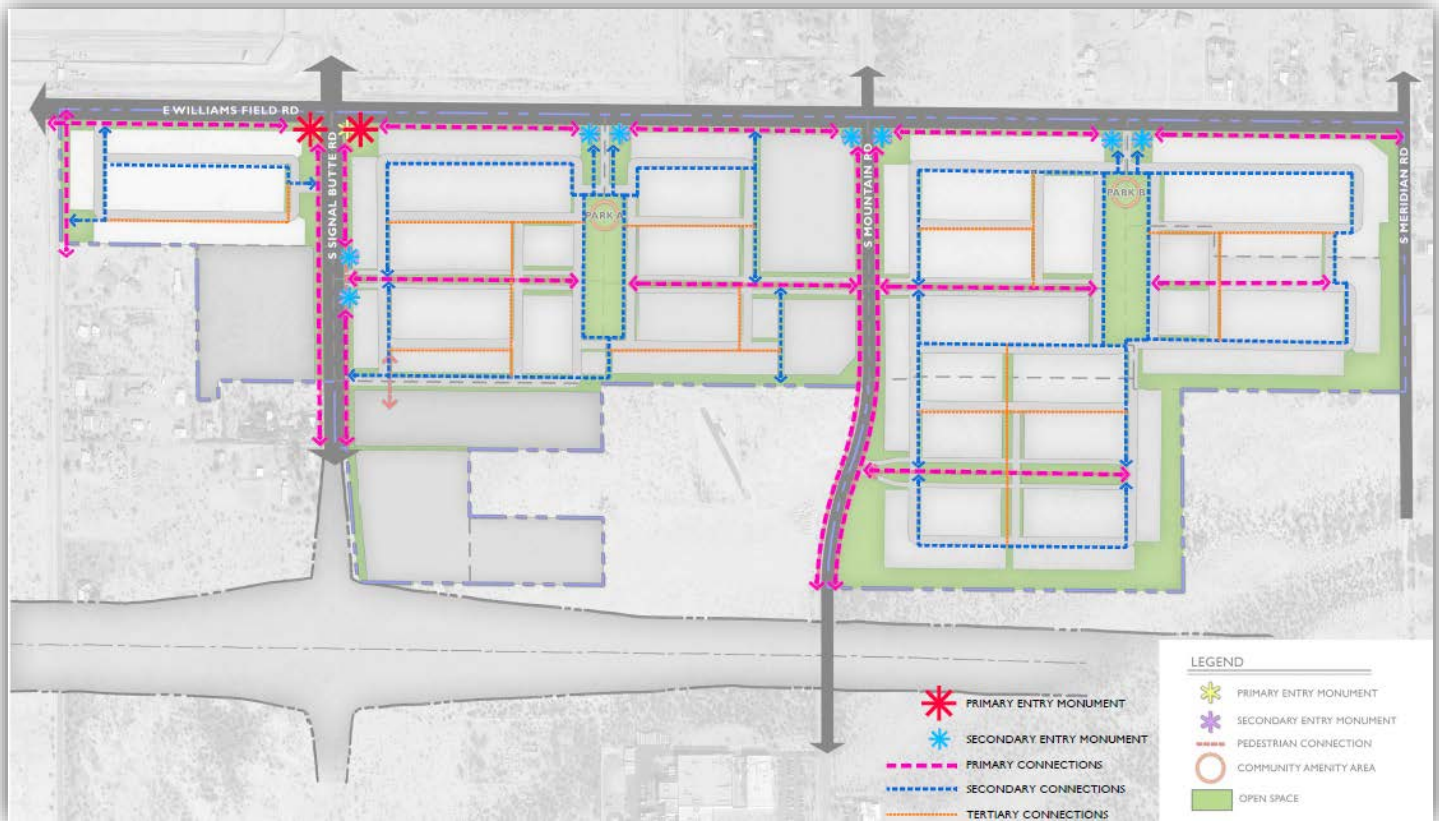 E WILLIAMS FIELD RD
S SIGNAL BUTTE RD
S MOUNTAIN RD
S MERIDIAN RD
PARK A
PARK B
PRIMARY ENTRY MONUMENT
SECONDARY ENTRY MONUMENT
PRIMARY CONNECTIONS
SECONDARY CONNECTIONS
TERTIARY CONNECTIONS
LEGEND
PRIMARY ENTRY MONUMENT
SECONDARY ENTRY MONUMENT
PEDESTRIAN CONNECTION
COMMUNITY AMENITY AREA
OPEN SPACE